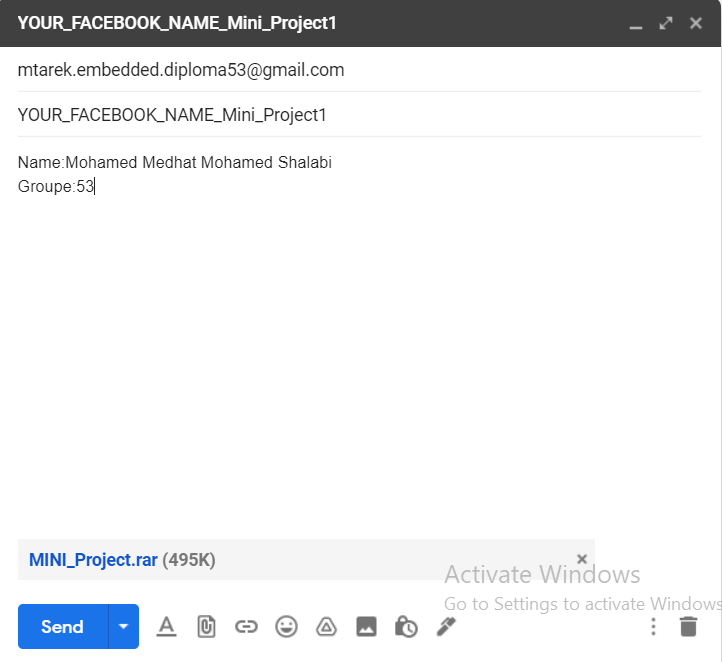 YOUR_FACEBOOK_NAME_Mini_Project1
mtarek.embedded.diploma53@gmail.com
YOUR_FACEBOOK_NAME_Mini_Project1
Name:Mohamed Medhat Mohamed Shalabi
Groupe:53
MINI_Project.rar (495K)
Activate Windows
Go to Settings to activate Windows
Send